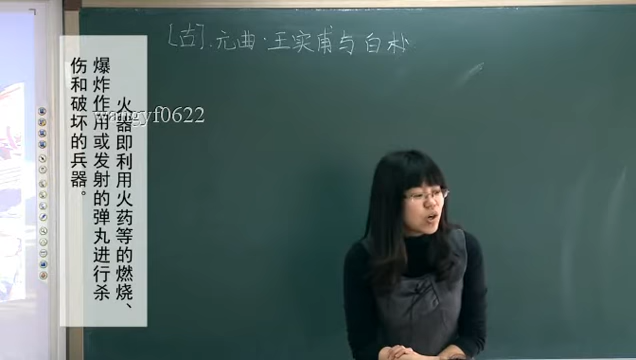 [古].元曲·王实甫与白朴
火器即利用火药等的燃烧、
爆炸作用或发射的弹丸进行杀
伤和破坏的兵器。
wangyf0622